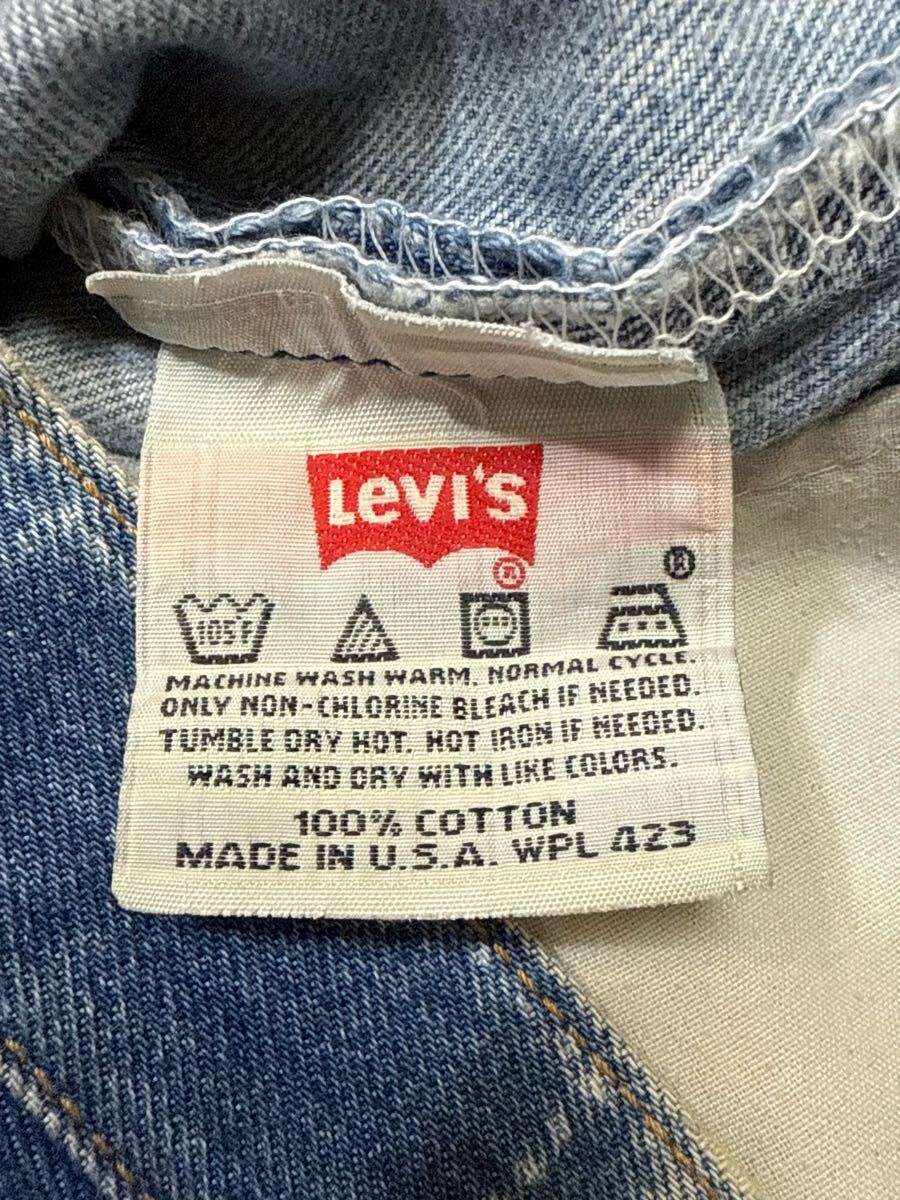 LEVI'S
®
®
105F
MACHINE WASH WARM. NORMAL CYCLE.
ONLY NON-CHLORINE BLEACH IF NEEDED.
TUMBLE DRY HOT. HOT IRON IF NEEDED.
WASH AND DRY WITH LIKE COLORS.
100% COTTON
MADE IN U.S.A. WPL 423